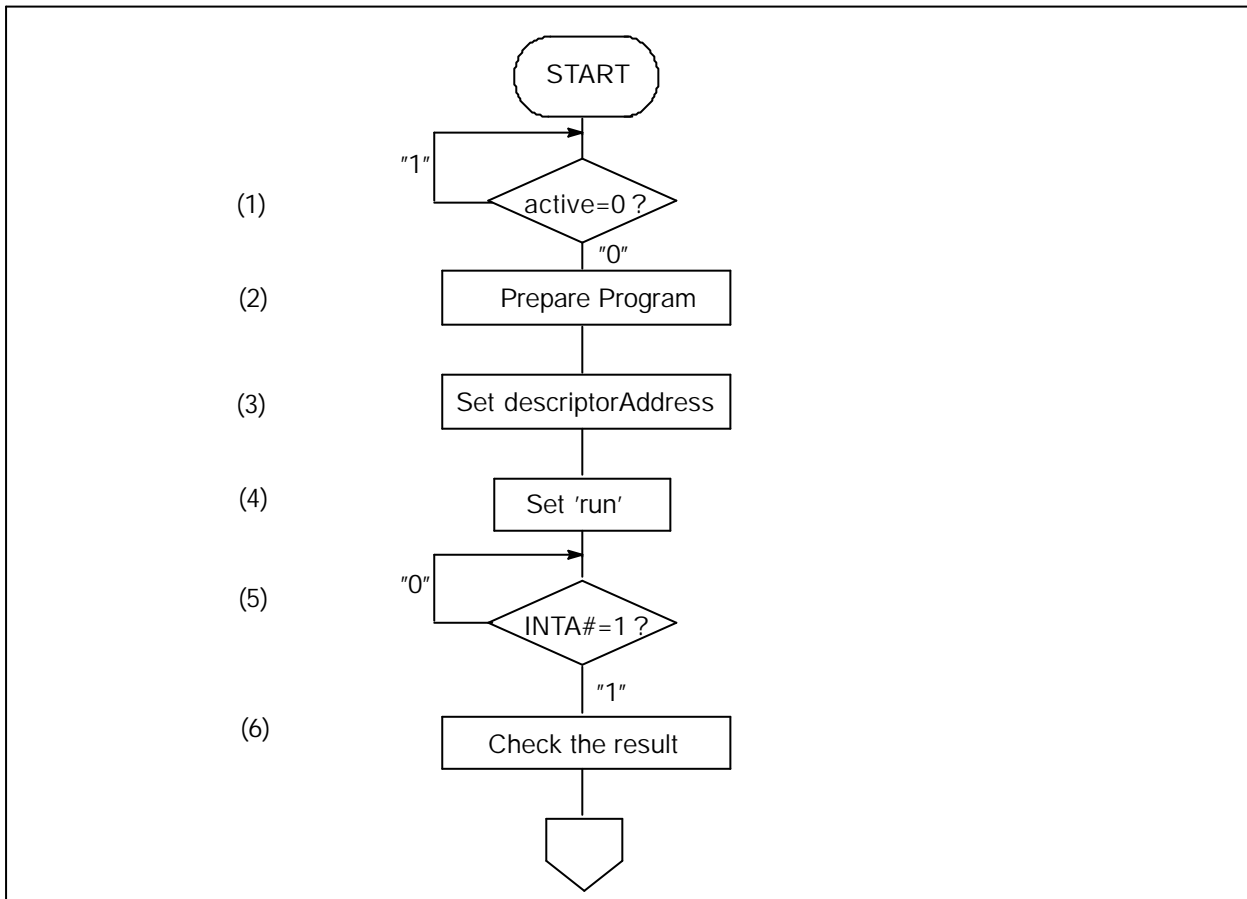 START
"1"
(1)
active=0 ?
"0"
(2)
Prepare Program
(3)
Set descriptorAddress
(4)
Set 'run'
"0"
(5)
INTA#=1 ?
"1"
(6)
Check the result